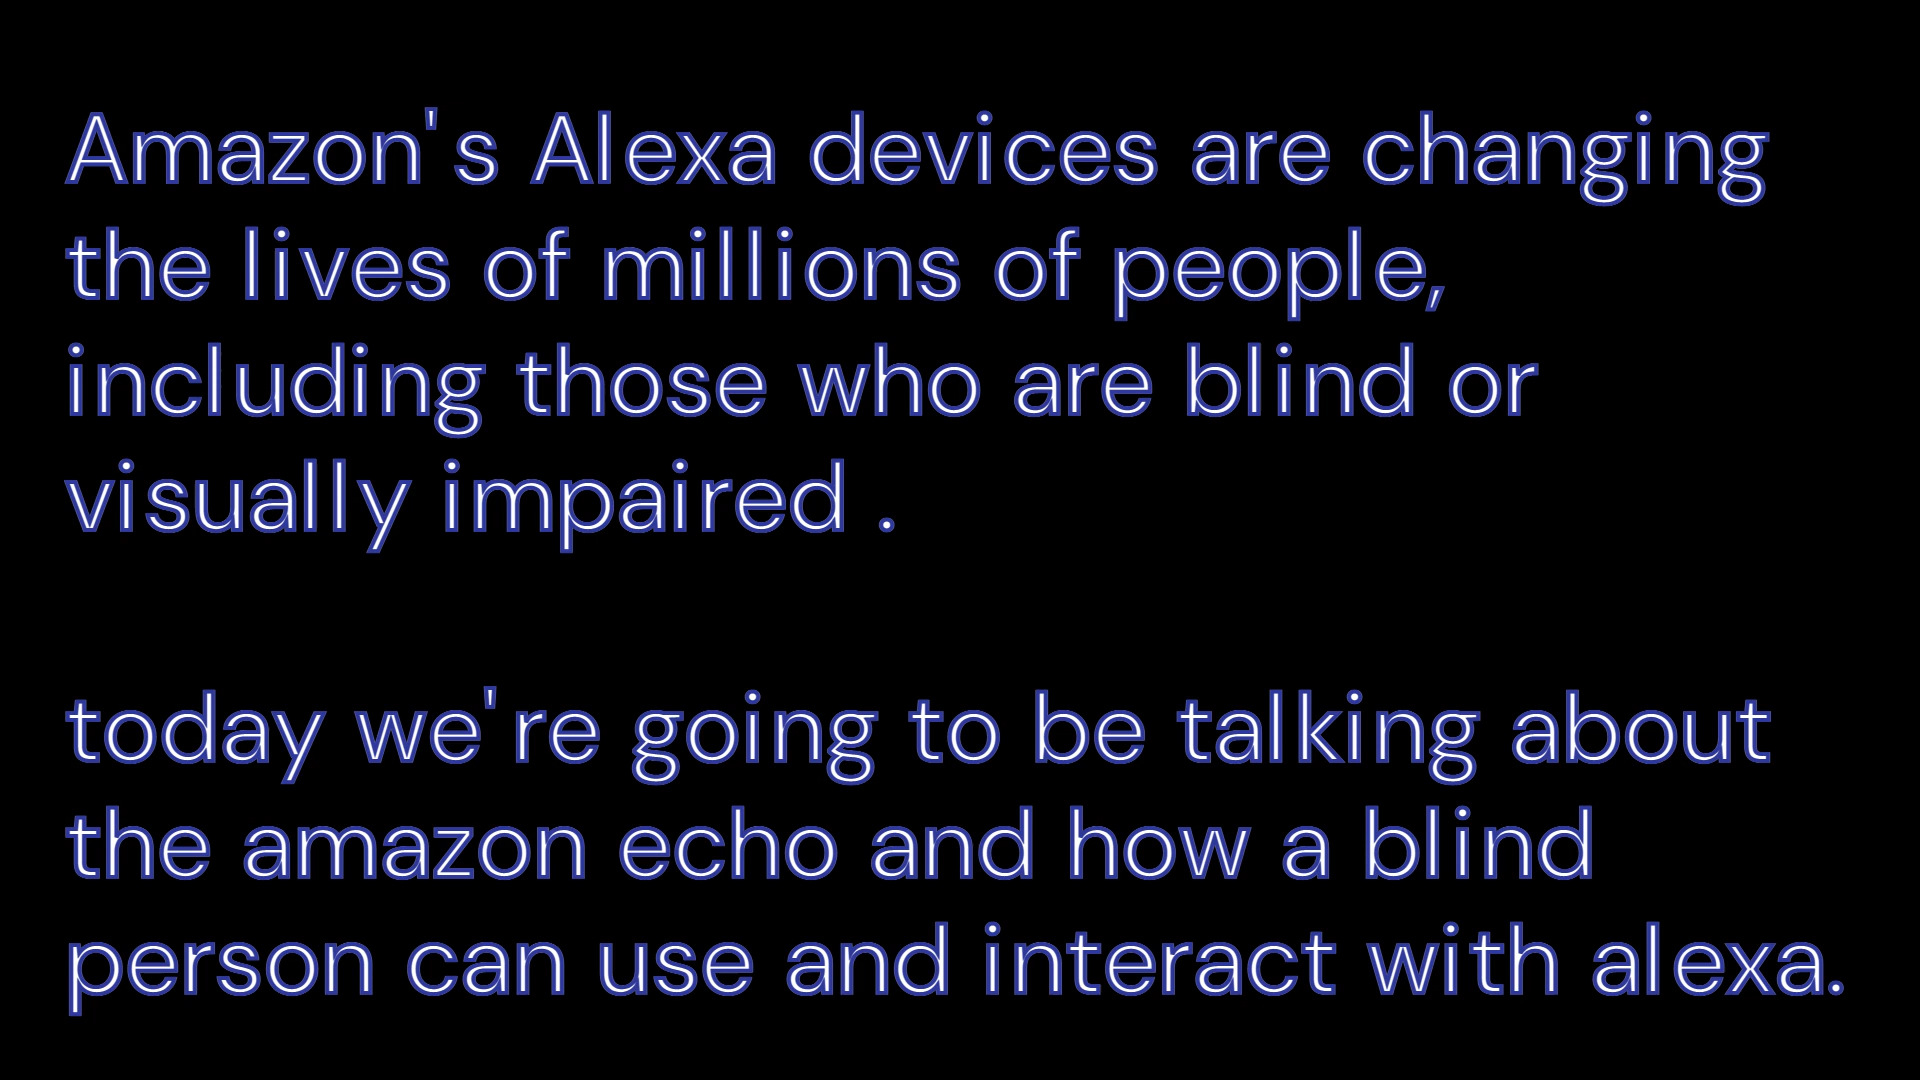 Amazon's Alexa devices are changing
the lives of millions of people,
including those who are blind or
visually impaired .
today we're going to be talking about
the amazon echo and how a blind
person can use and interact with alexa.